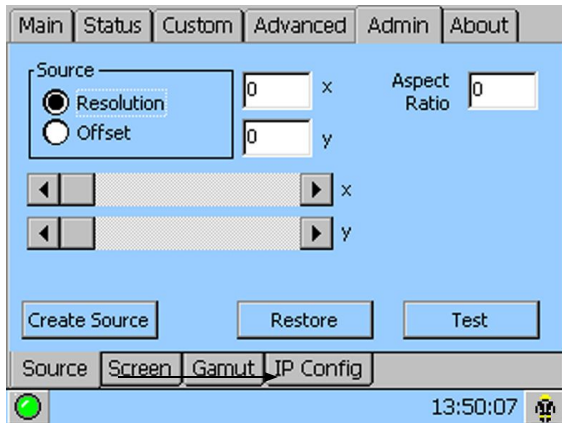 Main Status Custom Advanced Admin About
Source
Resolution
Offset
0 x
0 y
Aspect
Ratio
0
x
y
Create Source Restore Test
Source Screen Gamut IP Config
13:50:07